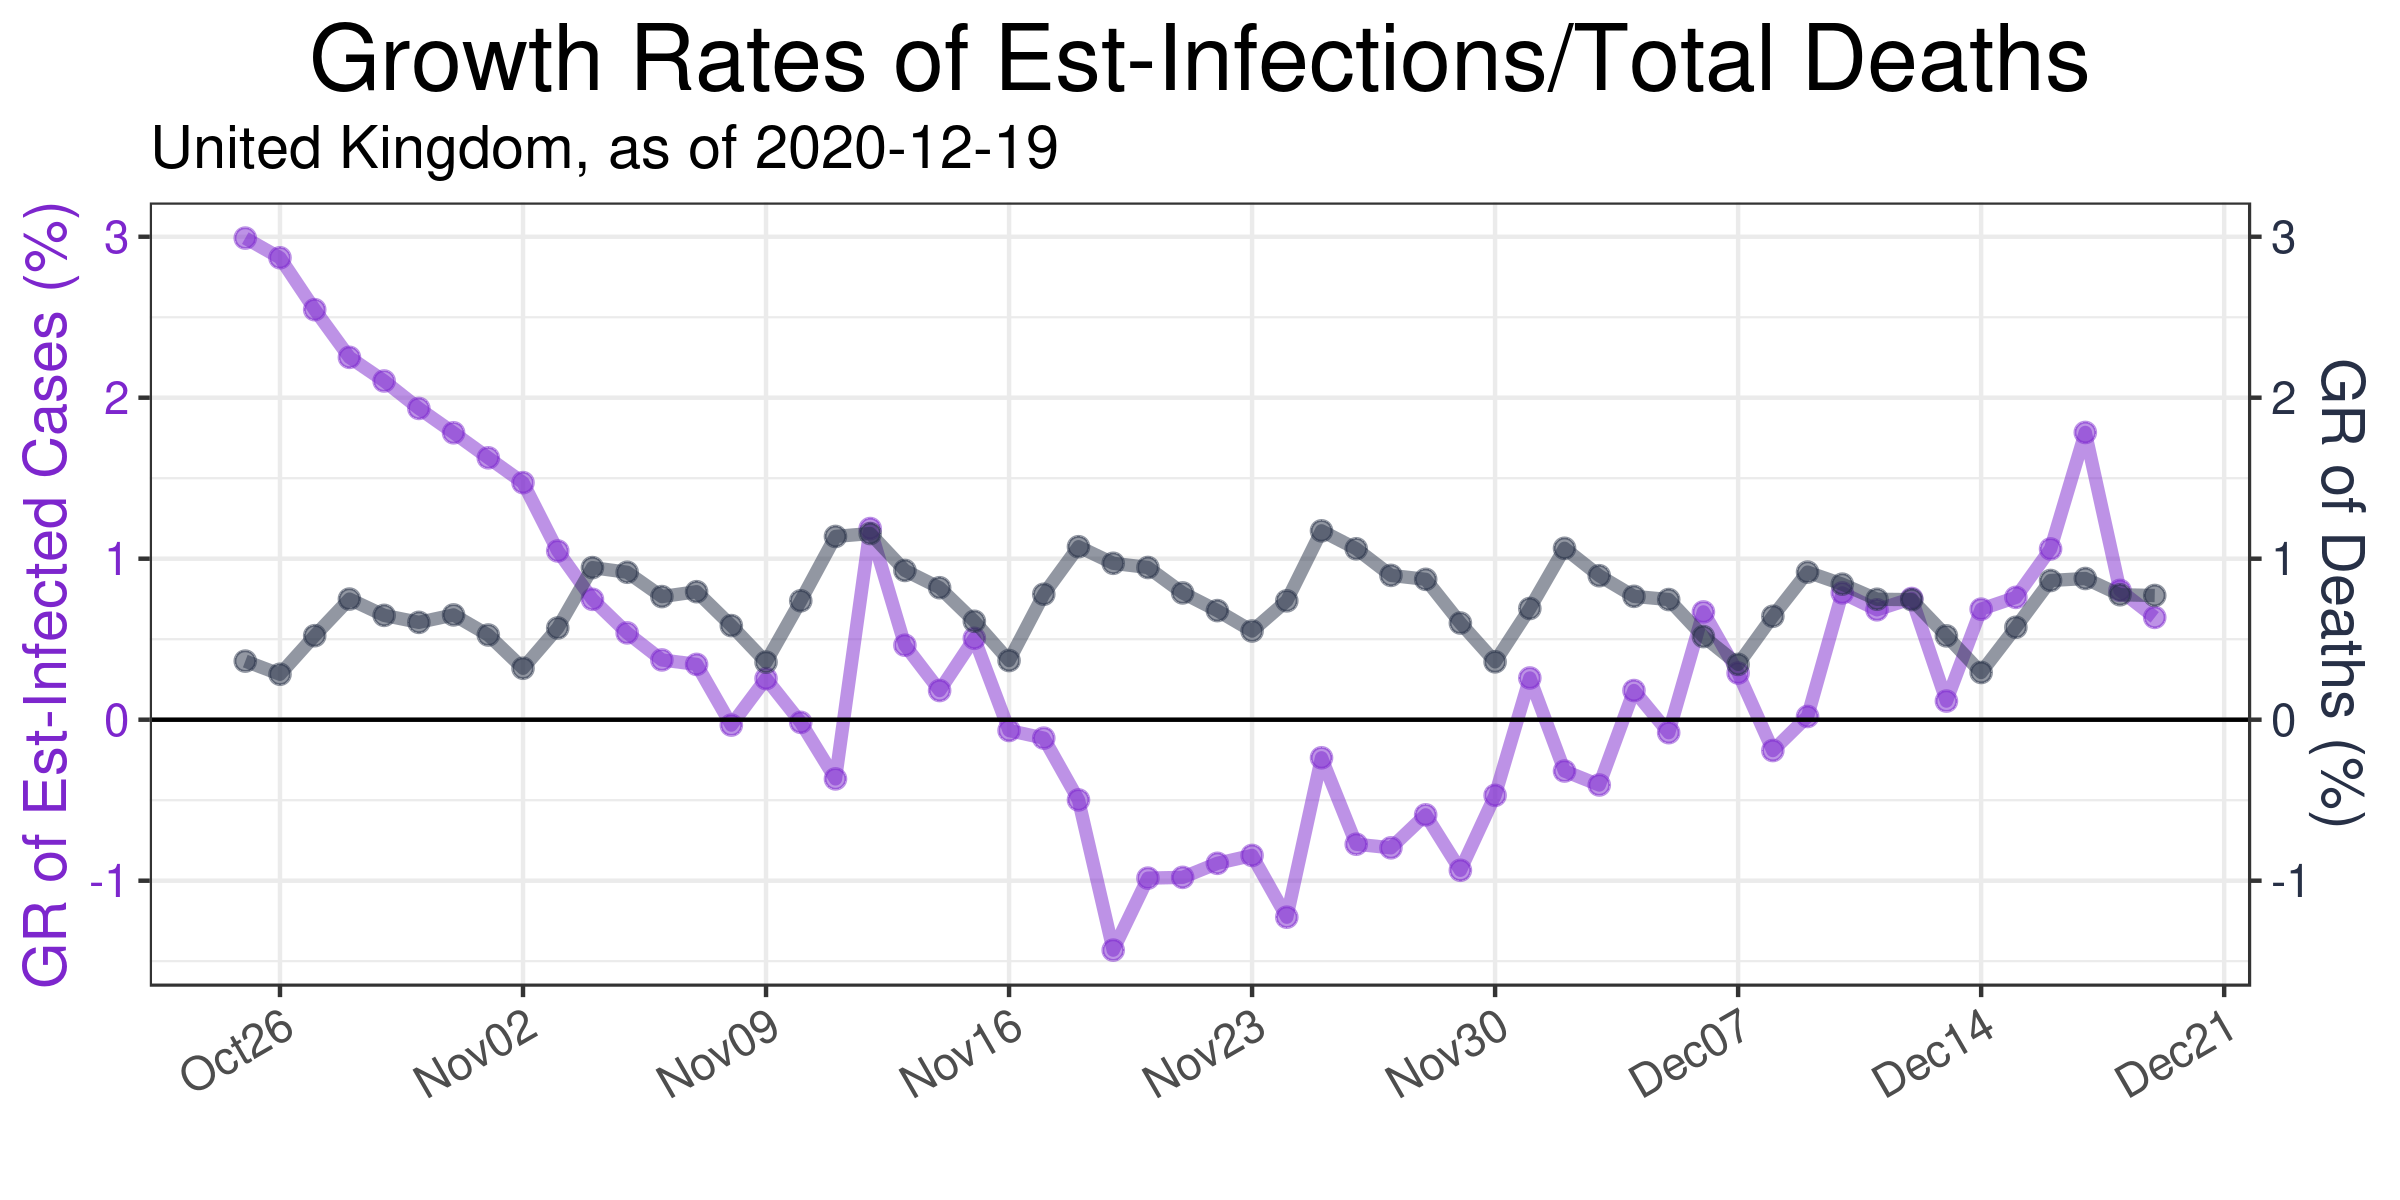 Growth Rates of Est-Infections/Total Deaths
United Kingdom, as of 2020-12-19
GR of Est-Infected Cases (%)
3
2
1
0
-1
3
2
1
0
-1
GR of Deaths (%)
Oct26
Nov02
Nov09
Nov16
Nov23
Nov30
Dec07
Dec14
Dec21